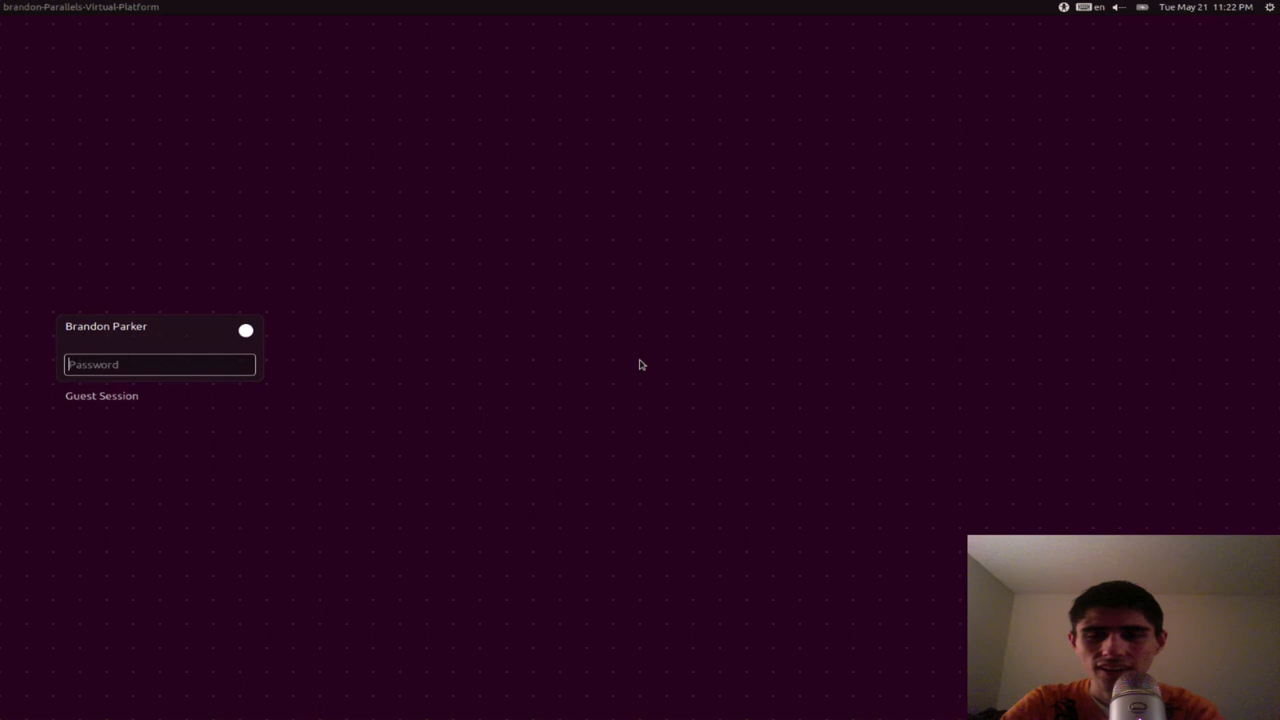 brandon-Parallels-Virtual-Platform
en
Tue May 21 11:22 PM
Brandon Parker
Password
Guest Session